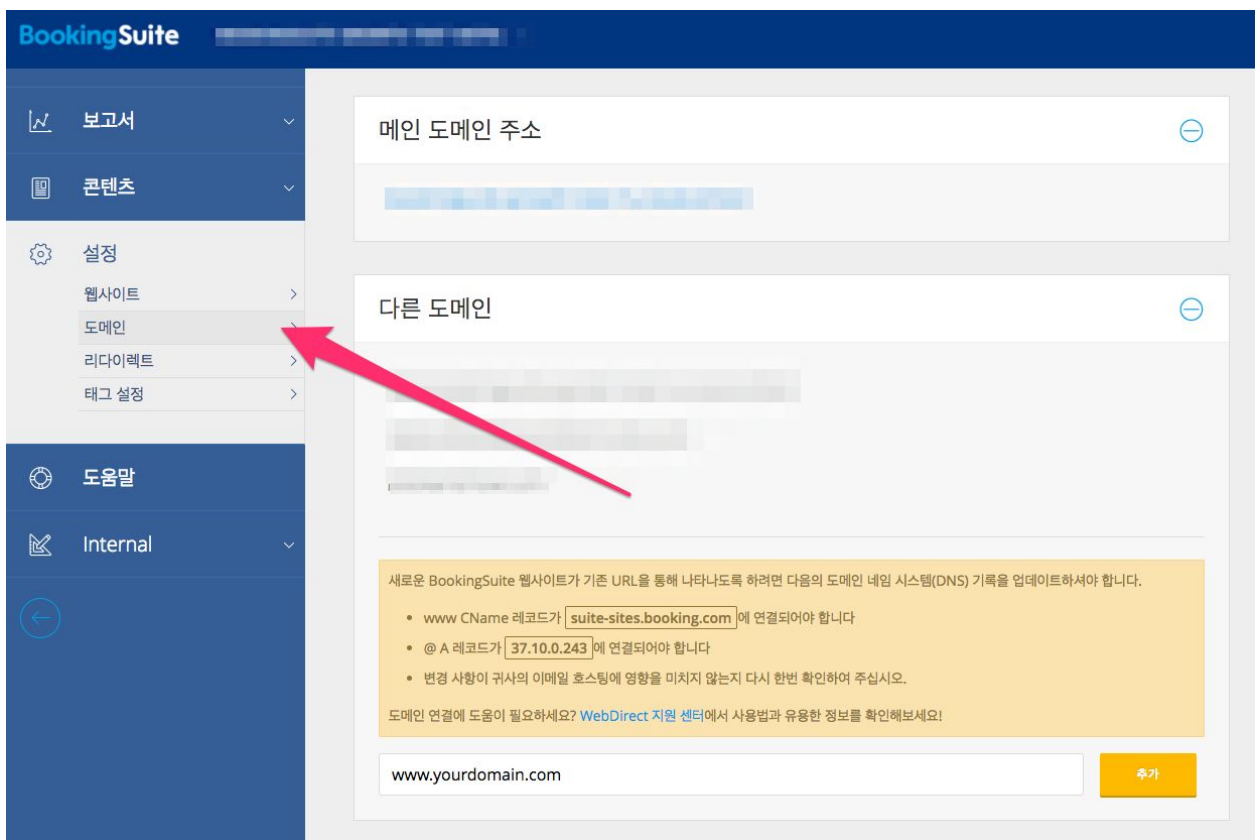 BookingSuite
보고서
콘텐츠
설정
웹사이트
도메인
리다이렉트
태그 설정
도움말
Internal
메인 도메인 주소
다른 도메인
새로운 BookingSuite 웹사이트가 기존 URL을 통해 나타나도록 하려면 다음의 도메인 네임 시스템(DNS) 기록을 업데이트하셔야 합니다.
• www CName 레코드가 suite-sites.booking.com에 연결되어야 합니다
• @ A 레코드가 37.10.0.243에 연결되어야 합니다
• 변경 사항이 귀사의 이메일 호스팅에 영향을 미치지 않는지 다시 한번 확인하여 주십시오.
도메인 연결에 도움이 필요하세요? WebDirect 지원 센터에서 사용법과 유용한 정보를 확인해보세요!
www.yourdomain.com
추가